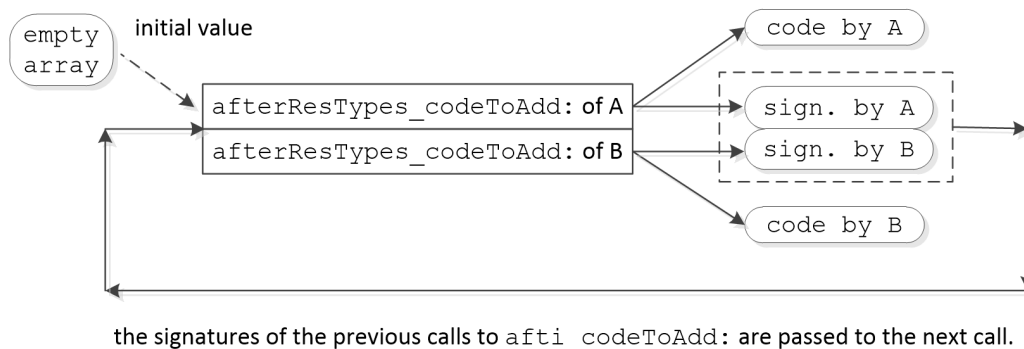 empty
array
initial value
code by A
afterResTypes_codeToAdd: of A
sign. by A
afterResTypes_codeToAdd: of B
sign. by B
code by B
the signatures of the previous calls to afti codeToAdd: are passed to the next call.